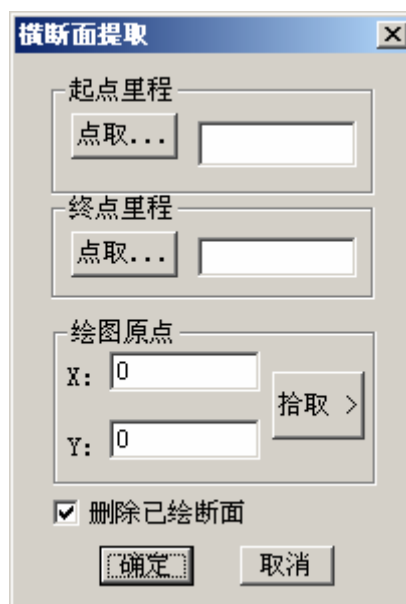 横断面提取
起点里程
点取...
终点里程
点取...
绘图原点
X: 0
拾取 >
Y: 0
删除已绘断面
确定 取消